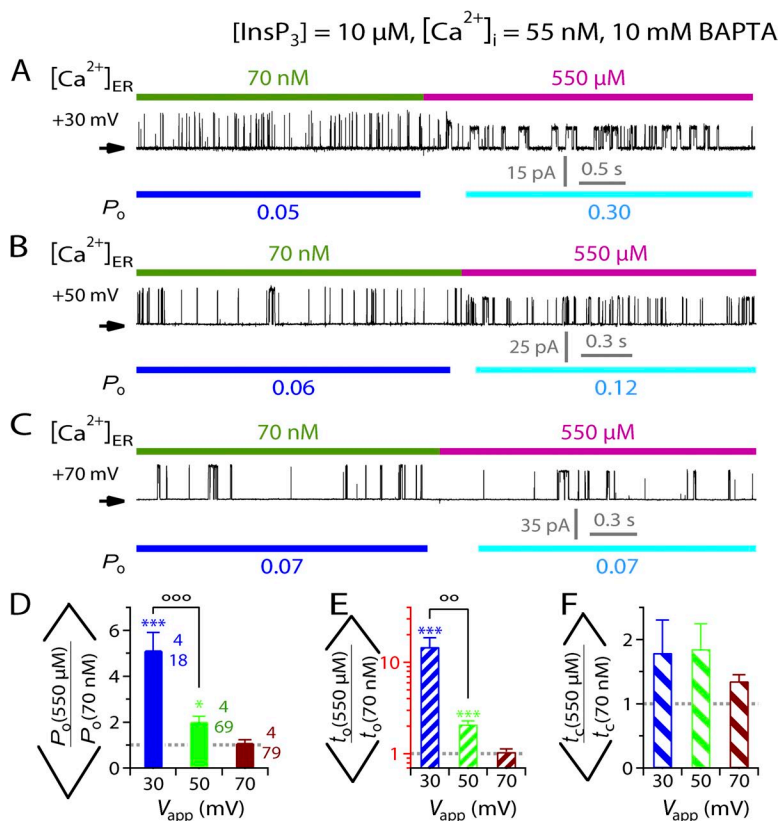 [InsP3] = 10 µM, [Ca2+]i = 55 nM, 10 mM BAPTA
A
[Ca2+]ER
70 nM
550 µM
+30 mV
15 pA
0.5 s
Po
0.05
0.30
B
[Ca2+]ER
70 nM
550 µM
+50 mV
25 pA
0.3 s
Po
0.06
0.12
C
[Ca2+]ER
70 nM
550 µM
+70 mV
35 pA
0.3 s
Po
0.07
0.07
D
Po(550 µM)
Po(70 nM)
6
4
2
0
***
°°°
*
4
18
4
69
4
79
30 50 70
Vapp (mV)
E
to(550 µM)
to(70 nM)
10
1
***
°°
***
30 50 70
Vapp (mV)
F
tc(550 µM)
tc(70 nM)
2
1
0
30 50 70
Vapp (mV)